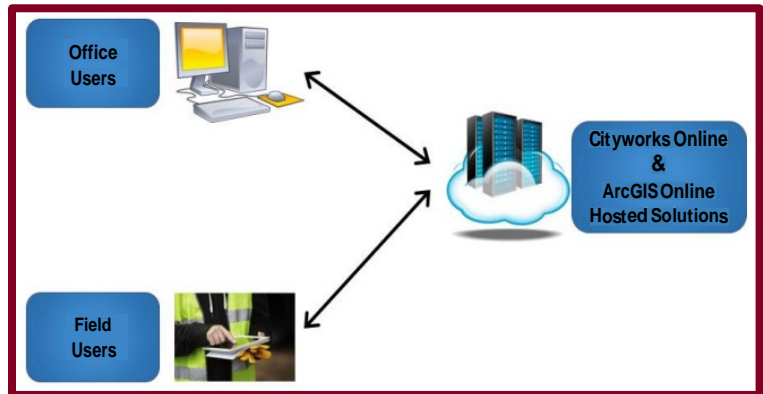 Office
Users
Cityworks Online
&
ArcGIS Online
Hosted Solutions
Field
Users